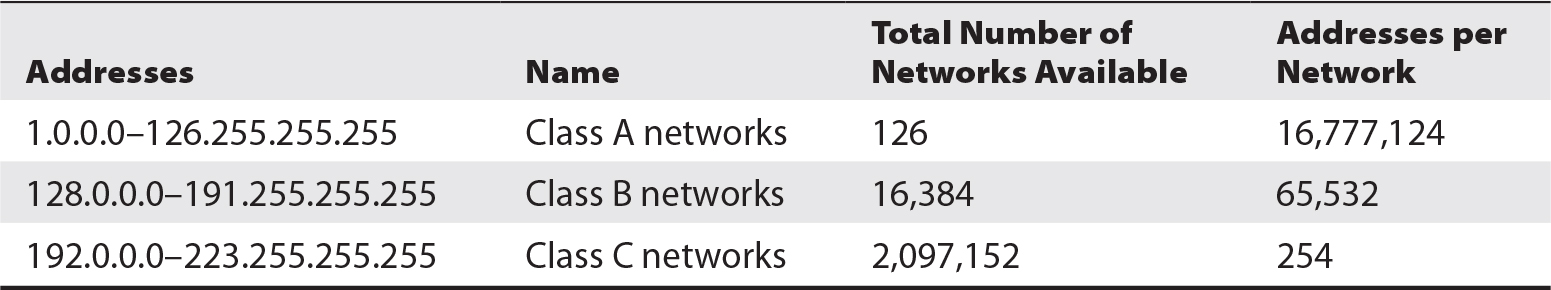 Addresses Name Total Number of Networks Available Addresses per Network
1.0.0.0–126.255.255.255 Class A networks 126 16,777,124
128.0.0.0–191.255.255.255 Class B networks 16,384 65,532
192.0.0.0–223.255.255.255 Class C networks 2,097,152 254